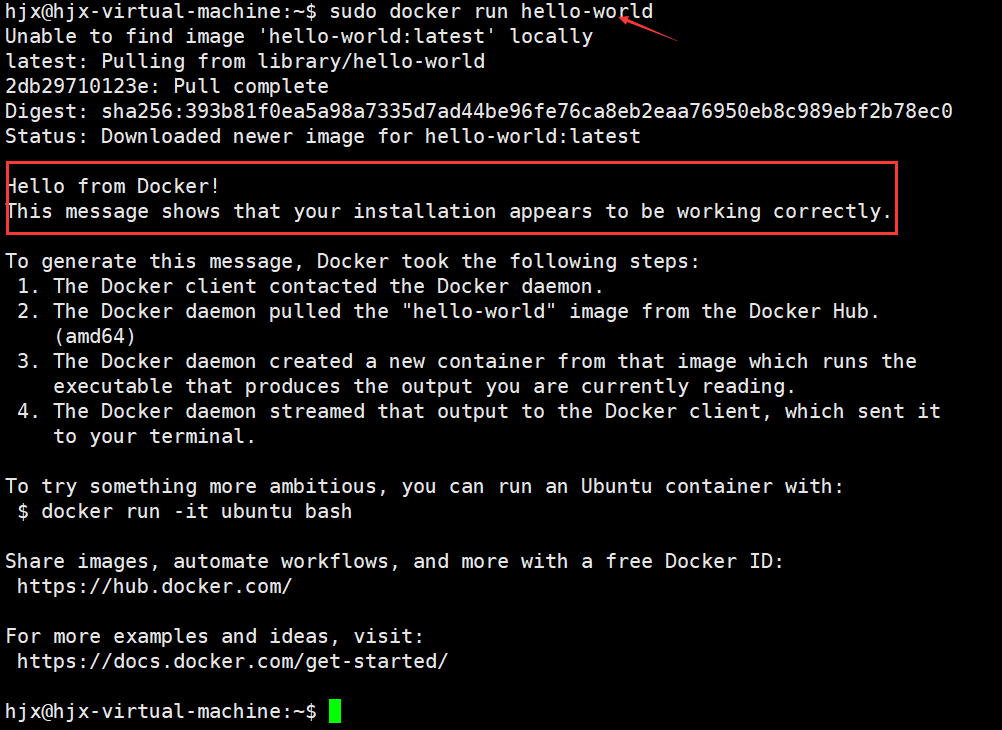 hjx@hjx-virtual-machine:~$ sudo docker run hello-world
Unable to find image 'hello-world:latest' locally
latest: Pulling from library/hello-world
2db29710123e: Pull complete
Digest: sha256:393b81f0ea5a98a7335d7ad44be96fe76ca8eb2eaa76950eb8c989ebf2b78ec0
Status: Downloaded newer image for hello-world:latest
Hello from Docker!
This message shows that your installation appears to be working correctly.
To generate this message, Docker took the following steps:
1. The Docker client contacted the Docker daemon.
2. The Docker daemon pulled the "hello-world" image from the Docker Hub.
(amd64)
3. The Docker daemon created a new container from that image which runs the
executable that produces the output you are currently reading.
4. The Docker daemon streamed that output to the Docker client, which sent it
to your terminal.
To try something more ambitious, you can run an Ubuntu container with:
$ docker run -it ubuntu bash
Share images, automate workflows, and more with a free Docker ID:
https://hub.docker.com/
For more examples and ideas, visit:
https://docs.docker.com/get-started/
hjx@hjx-virtual-machine:~$